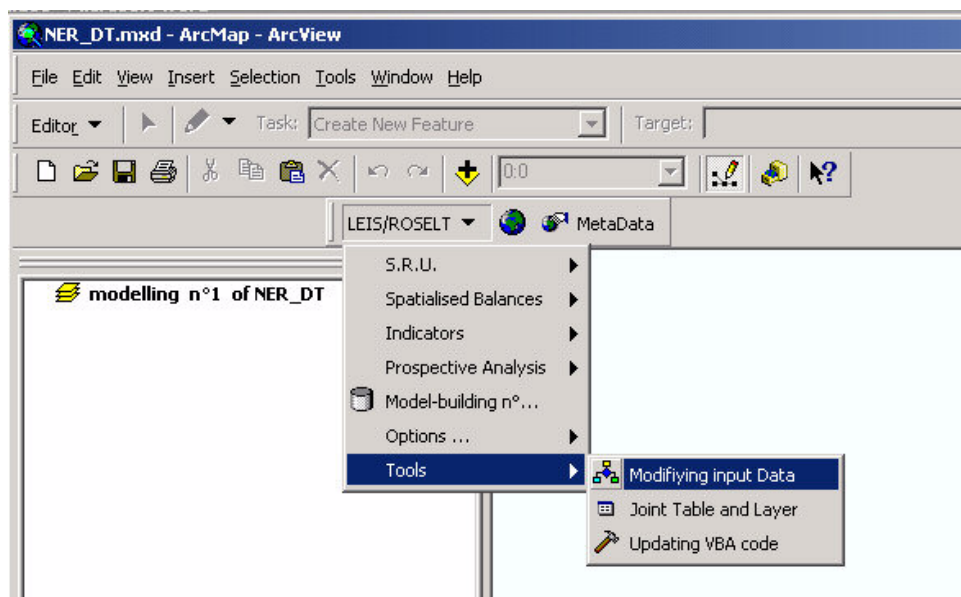 NER_DT.mxd - ArcMap - ArcView
File Edit View Insert Selection Tools Window Help
Editor Task: Create New Feature Target:
0:0
LEIS/ROSELT MetaData
modelling n°1 of NER_DT
S.R.U.
Spatialised Balances
Indicators
Prospective Analysis
Model-building n°...
Options ...
Tools
Modifiying input Data
Joint Table and Layer
Updating VBA code